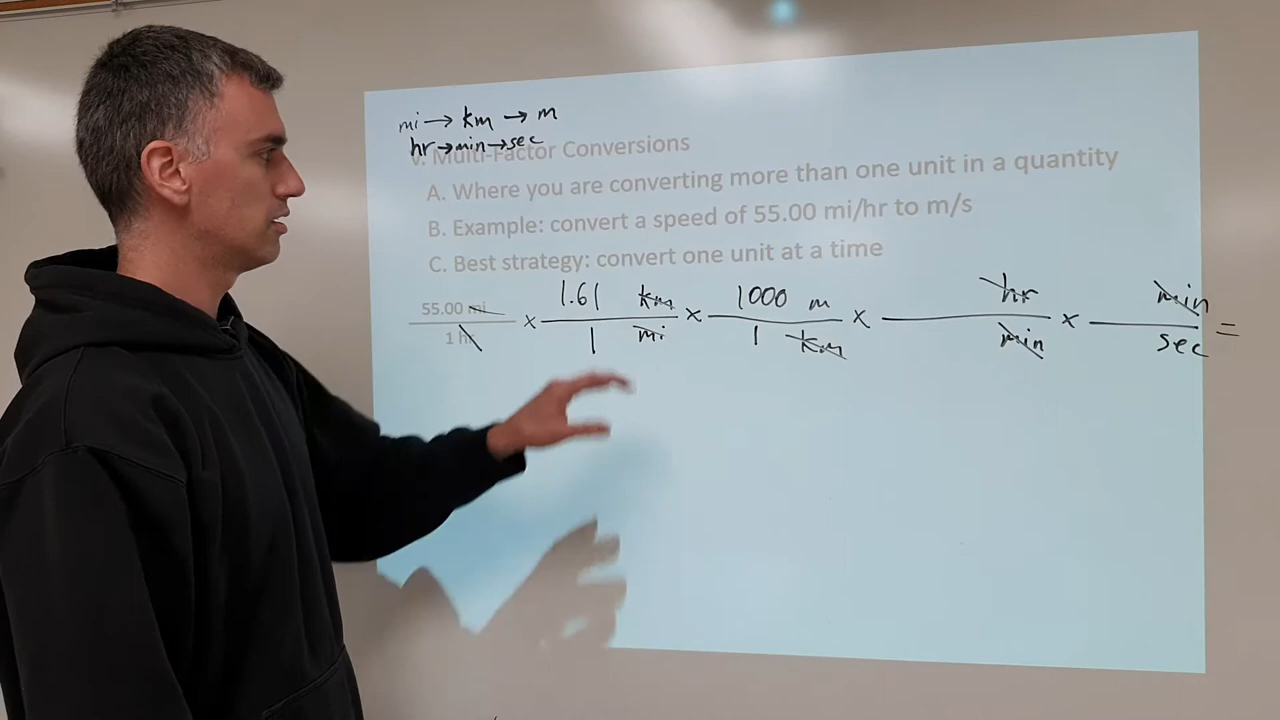 mi → km → m
hr → min → sec
Multi-Factor Conversions
A. Where you are converting more than one unit in a quantity
B. Example: convert a speed of 55.00 mi/hr to m/s
C. Best strategy: convert one unit at a time
55.00 mi × 1.61 km × 1000 m × hr × min =
1 hr 1 mi 1 km min sec